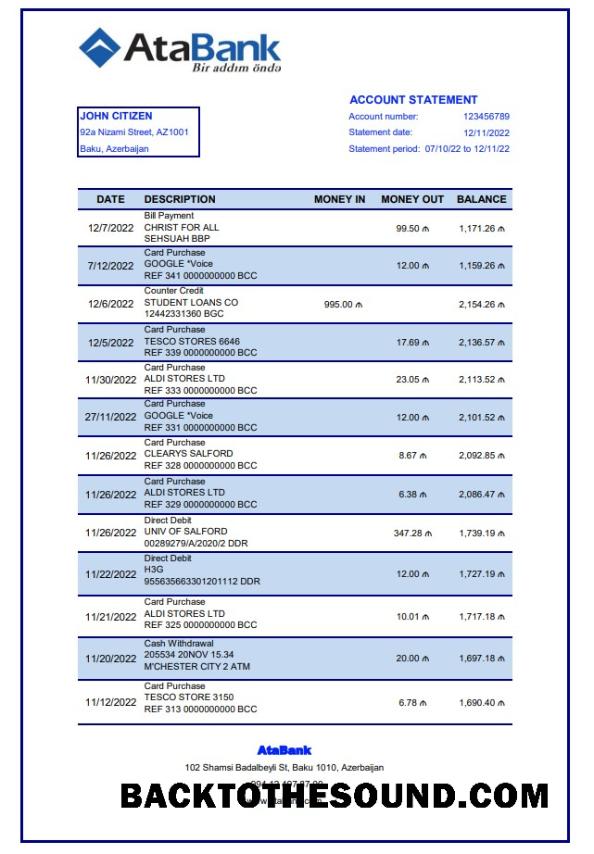 AtaBank
Bir addım öndə
ACCOUNT STATEMENT
JOHN CITIZEN
92a Nizami Street, AZ1001
Baku, Azerbaijan
Account number: 123456789
Statement date: 12/11/2022
Statement period: 07/10/22 to 12/11/22
DATE DESCRIPTION MONEY IN MONEY OUT BALANCE
Bill Payment
12/7/2022 CHRIST FOR ALL 99.50 ₼ 1,171.26 ₼
SEHSUAH BBP
Card Purchase
7/12/2022 GOOGLE *Voice 12.00 ₼ 1,159.26 ₼
REF 341 0000000000 BCC
Counter Credit
12/6/2022 STUDENT LOANS CO 995.00 ₼ 2,154.26 ₼
12442331360 BGC
Card Purchase
12/5/2022 TESCO STORES 6646 17.69 ₼ 2,136.57 ₼
REF 339 0000000000 BCC
Card Purchase
11/30/2022 ALDI STORES LTD 23.05 ₼ 2,113.52 ₼
REF 333 0000000000 BCC
Card Purchase
27/11/2022 GOOGLE *Voice 12.00 ₼ 2,101.52 ₼
REF 331 0000000000 BCC
Card Purchase
11/26/2022 CLEARYS SALFORD 8.67 ₼ 2,092.85 ₼
REF 328 0000000000 BCC
Card Purchase
11/26/2022 ALDI STORES LTD 6.38 ₼ 2,086.47 ₼
REF 329 0000000000 BCC
Direct Debit
11/26/2022 UNIV OF SALFORD 347.28 ₼ 1,739.19 ₼
00289279/A/2020/2 DDR
Direct Debit
11/22/2022 H3G 12.00 ₼ 1,727.19 ₼
955635663301201112 DDR
Card Purchase
11/21/2022 ALDI STORES LTD 10.01 ₼ 1,717.18 ₼
REF 325 0000000000 BCC
Cash Withdrawal
11/20/2022 205534 20NOV 15.34 20.00 ₼ 1,697.18 ₼
M'CHESTER CITY 2 ATM
Card Purchase
11/12/2022 TESCO STORE 3150 6.78 ₼ 1,690.40 ₼
REF 313 0000000000 BCC
AtaBank
102 Shamsi Badalbeyli St, Baku 1010, Azerbaijan
BACKTOTHESOUND.COM